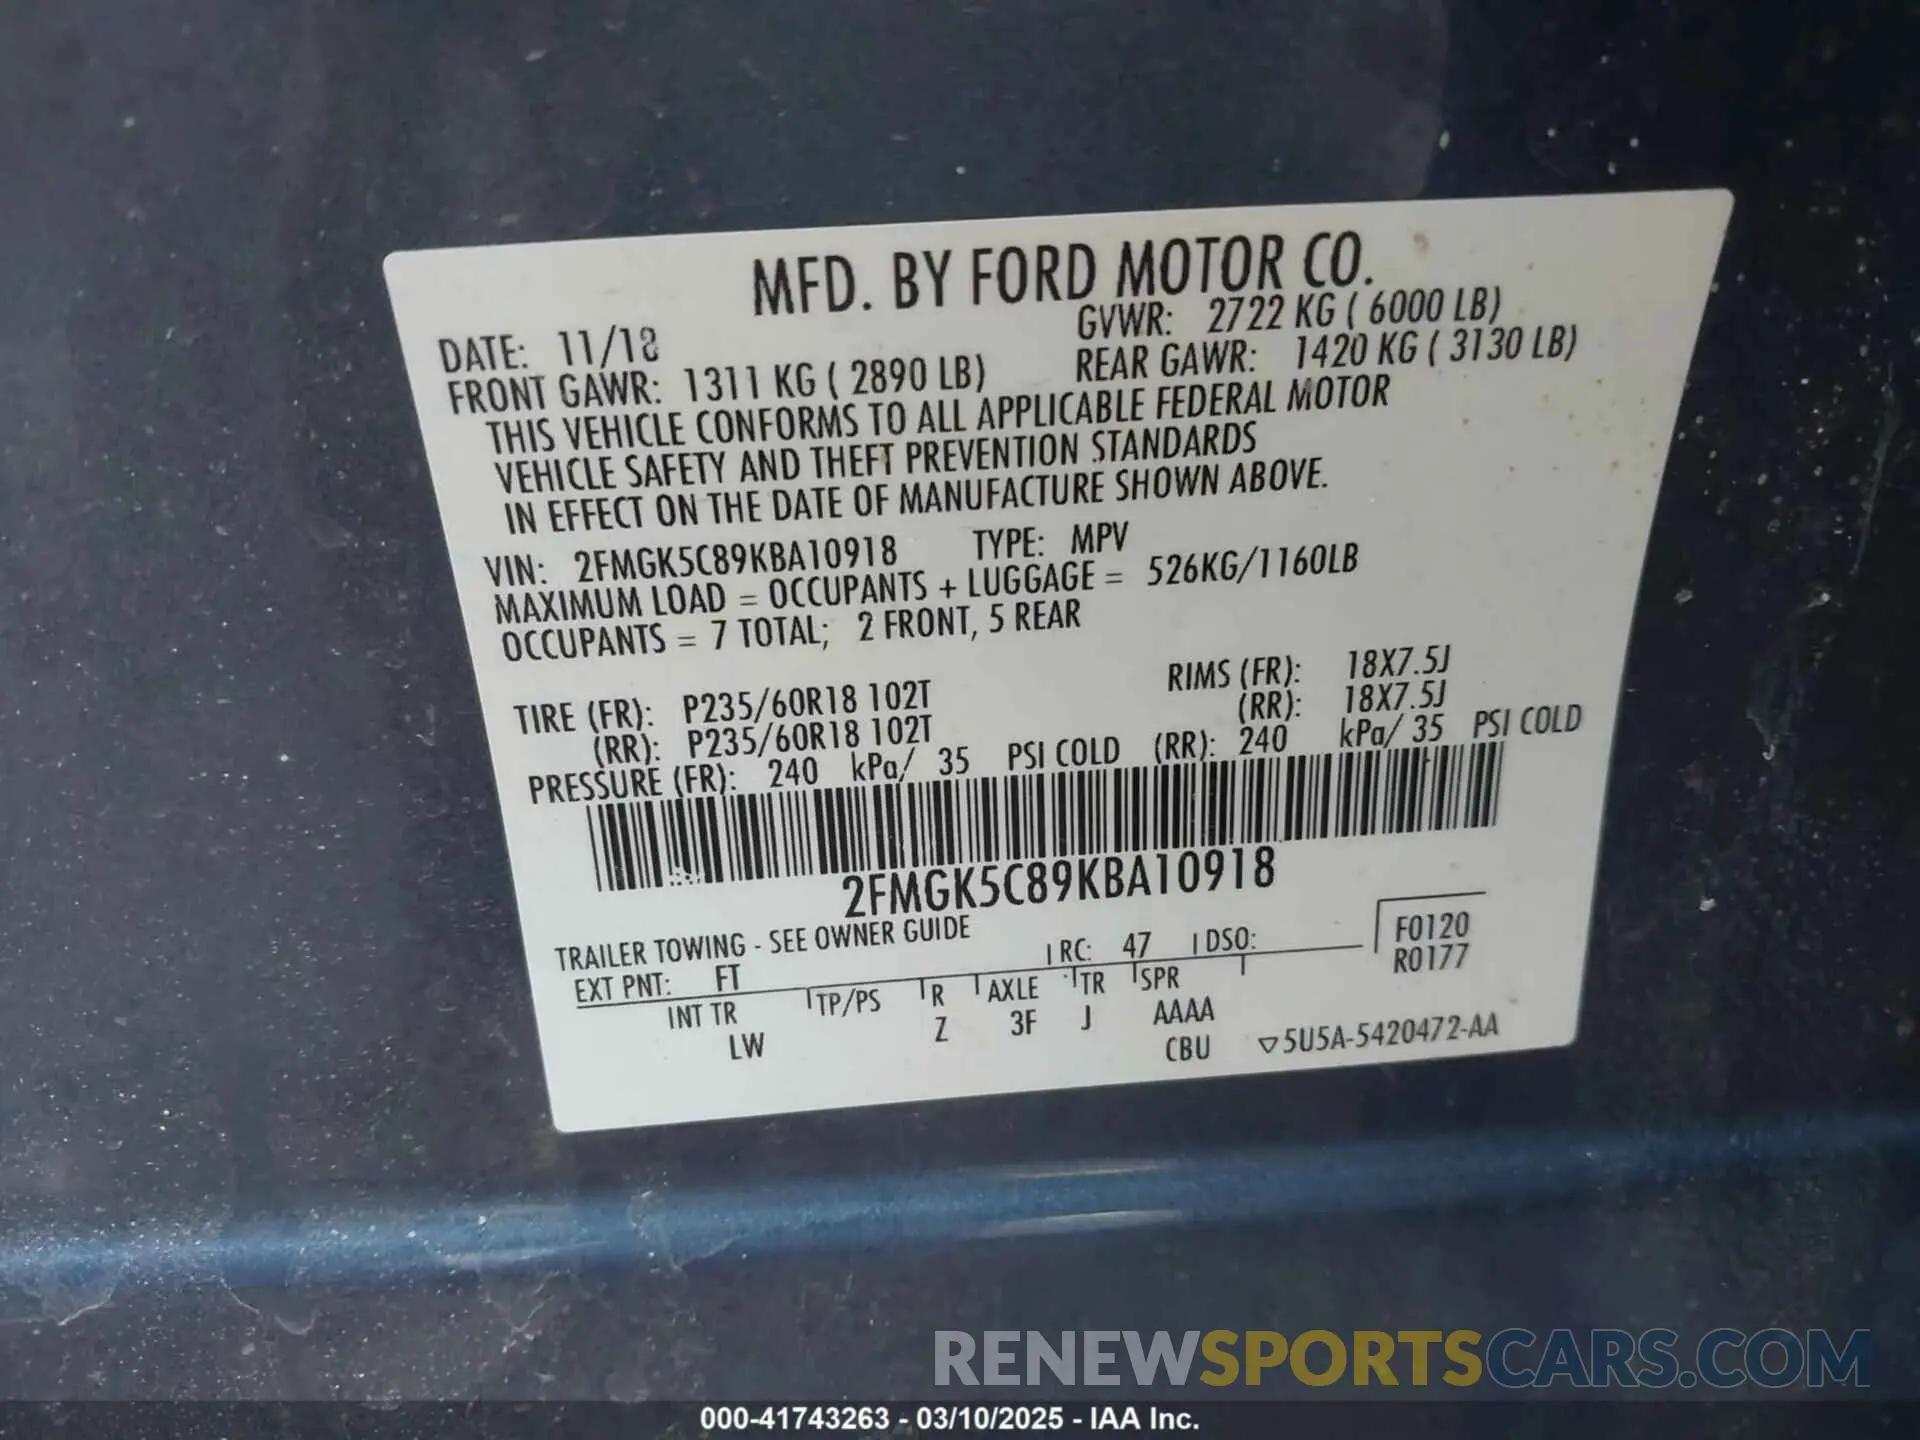 MFD. BY FORD MOTOR CO.
DATE: 11/18 GVWR: 2722 KG ( 6000 LB)
FRONT GAWR: 1311 KG ( 2890 LB) REAR GAWR: 1420 KG ( 3130 LB)
THIS VEHICLE CONFORMS TO ALL APPLICABLE FEDERAL MOTOR
VEHICLE SAFETY AND THEFT PREVENTION STANDARDS
IN EFFECT ON THE DATE OF MANUFACTURE SHOWN ABOVE.
VIN: 2FMGK5C89KBA10918 TYPE: MPV
MAXIMUM LOAD = OCCUPANTS + LUGGAGE = 526KG/1160LB
OCCUPANTS = 7 TOTAL; 2 FRONT, 5 REAR
TIRE (FR): P235/60R18 102T RIMS (FR): 18X7.5J
(RR): P235/60R18 102T (RR): 18X7.5J
PRESSURE (FR): 240 kPa/ 35 PSI COLD (RR): 240 kPa/ 35 PSI COLD
2FMGK5C89KBA10918
TRAILER TOWING - SEE OWNER GUIDE
EXT PNT: FT RC: 47 DSO: F0120
R0177
INT TR TP/PS R AXLE TR SPR
LW Z 3F J AAAA
CBU ▽5U5A-5420472-AA
RENEWSPORTSCARS.COM
000-41743263 - 03/10/2025 - IAA Inc.